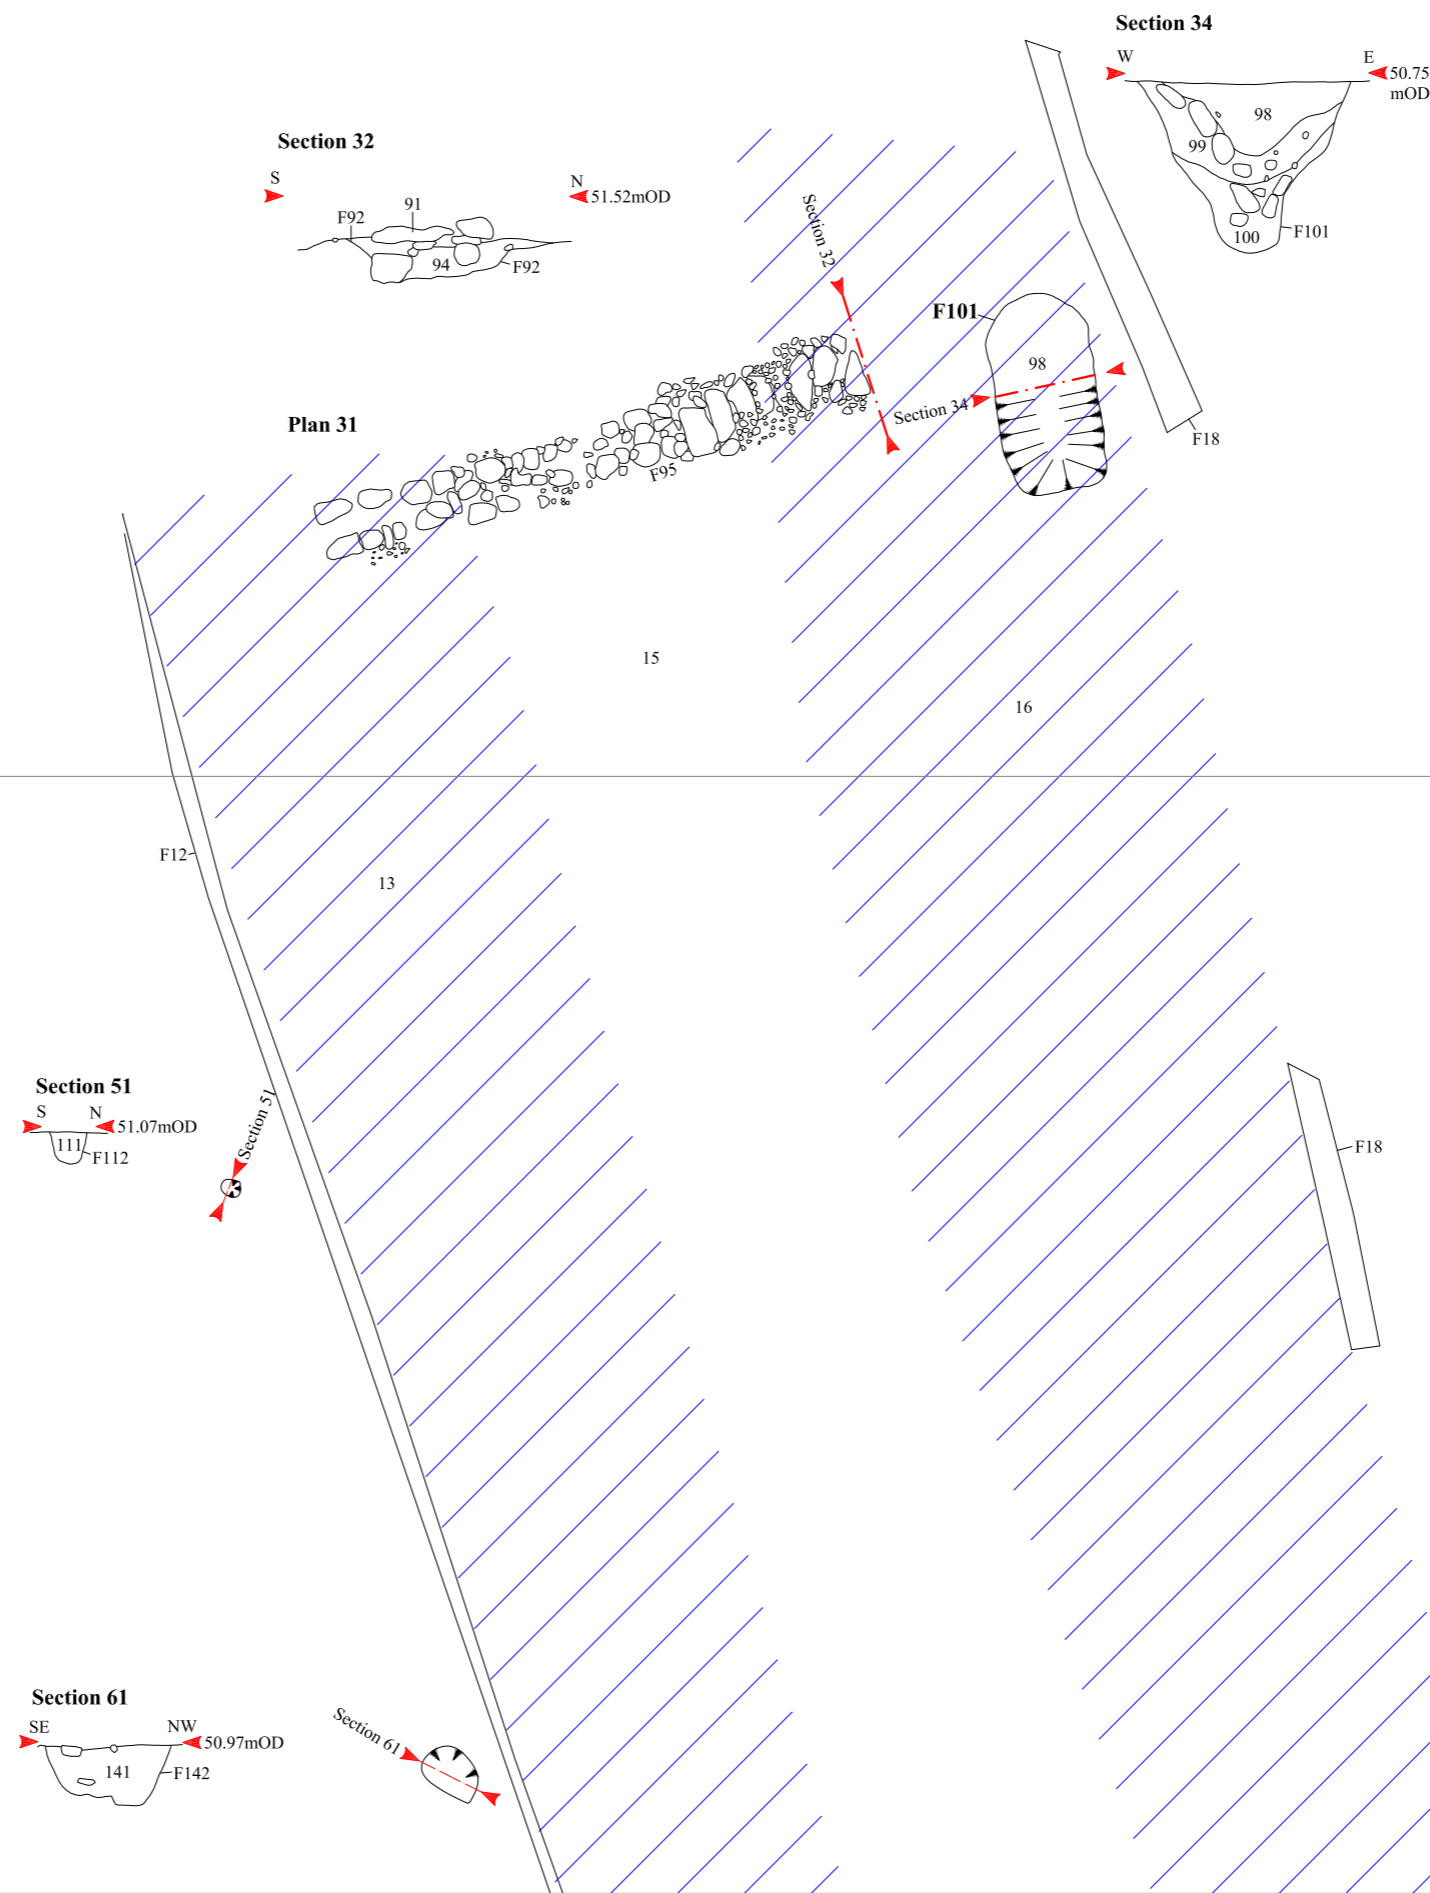 Section 34
W
E
50.75
mOD
98
99
100
F101
Section 32
S
N
51.52mOD
91
F92
94
F92
Section 32
F101
98
Section 34
F18
Plan 31
F95
15
16
F12
13
Section 51
S
N
51.07mOD
111
F112
Section 51
F18
Section 61
SE
NW
50.97mOD
141
F142
Section 61